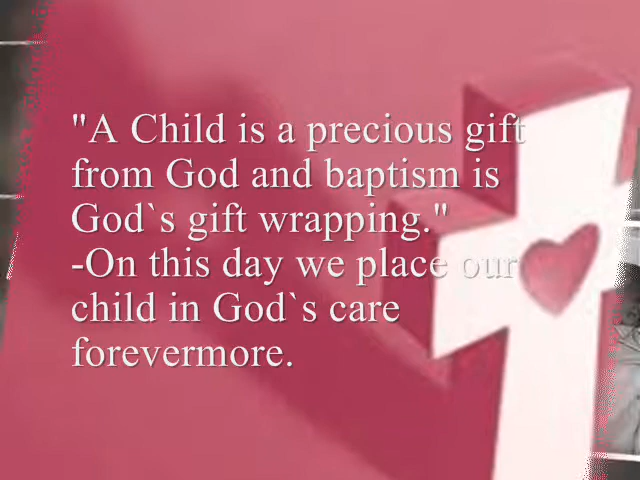 "A Child is a precious gift
from God and baptism is
God`s gift wrapping."
-On this day we place our
child in God`s care
forevermore.